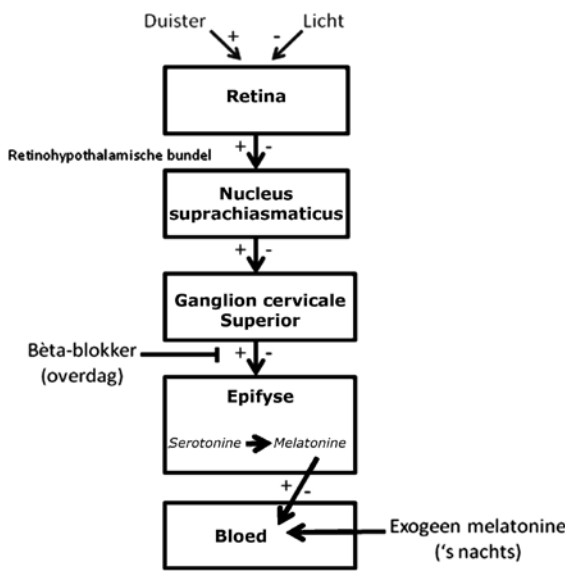 Duister
Licht
+ -
Retina
Retinohypothalamische bundel
+ -
Nucleus
suprachiasmaticus
+ -
Ganglion cervicale
Superior
Bèta-blokker
(overdag)
+ -
Epifyse
Serotonine
Melatonine
+ -
Bloed
Exogeen melatonine
(‘s nachts)